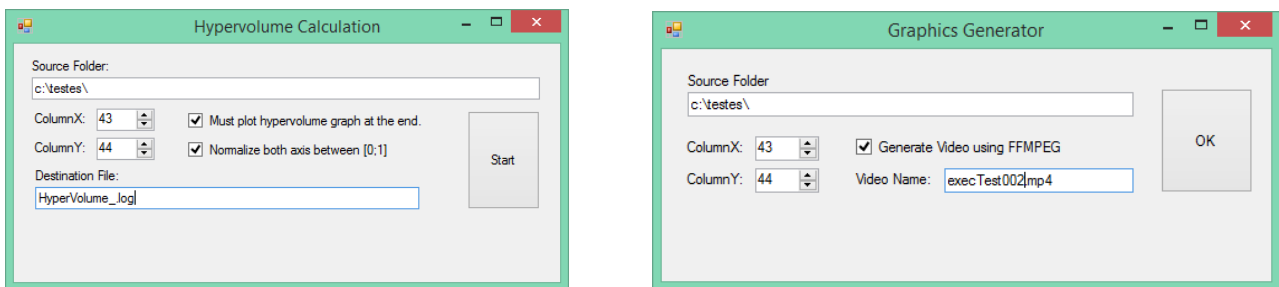 Hypervolume Calculation
Source Folder:
c:\testes\
ColumnX: 43 Must plot hypervolume graph at the end.
ColumnY: 44 Normalize both axis between [0;1]
Start
Destination File:
HyperVolume_.log
Graphics Generator
Source Folder
c:\testes\
OK
ColumnX: 43 Generate Video using FFMPEG
ColumnY: 44 Video Name: execTest002.mp4